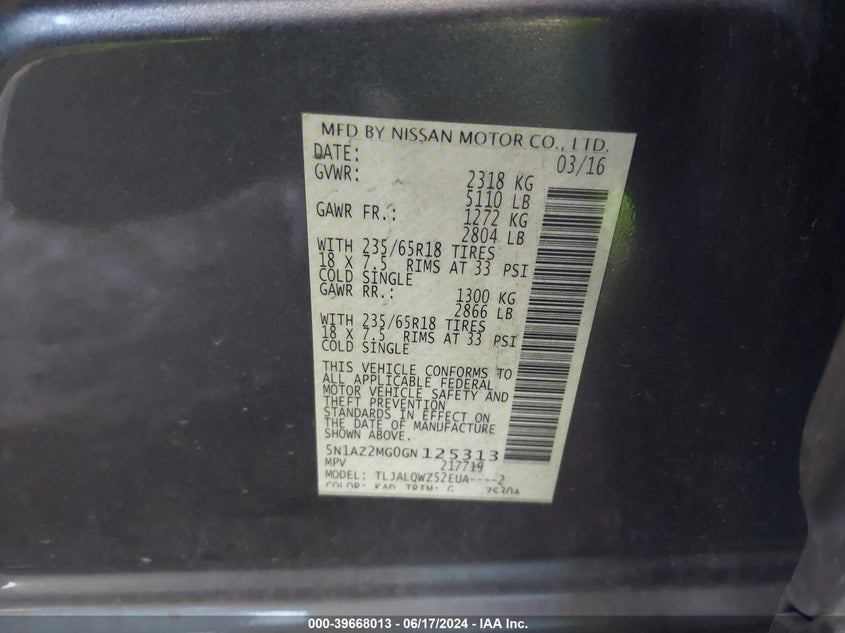 MFD BY NISSAN MOTOR CO., LTD.
DATE: 03/16
GVWR: 2318 KG
5110 LB
GAWR FR.: 1272 KG
2804 LB
WITH 235/65R18 TIRES
18 X 7.5 RIMS AT 33 PSI
COLD SINGLE
GAWR RR.: 1300 KG
2866 LB
WITH 235/65R18 TIRES
18 X 7.5 RIMS AT 33 PSI
COLD SINGLE
THIS VEHICLE CONFORMS TO
ALL APPLICABLE FEDERAL
MOTOR VEHICLE SAFETY AND
THEFT PREVENTION
STANDARDS IN EFFECT ON
THE DATE OF MANUFACTURE
SHOWN ABOVE.
5N1AZ2MG0GN125313
MPV 217719
MODEL: TLJALQWZ52EUA----2
COLOR: KAD TRIM: G
000-39668013 - 06/17/2024 - IAA Inc.